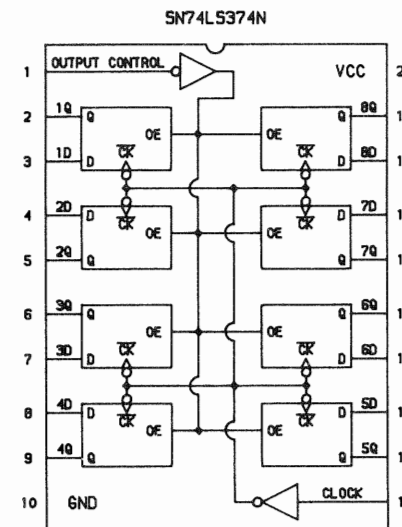 SN74LS374N
1 OUTPUT CONTROL VCC 2
2 1Q Q OE OE Q 8Q 1
3 1D D CK CK D 8D 1
4 2D D CK CK D 7D 1
5 2Q Q OE OE Q 7Q 1
6 3Q Q OE OE Q 6Q 1
7 3D D CK CK D 6D 1
8 4D D CK CK D 5D 1
9 4Q Q OE OE Q 5Q 1
10 GND CLOCK 1